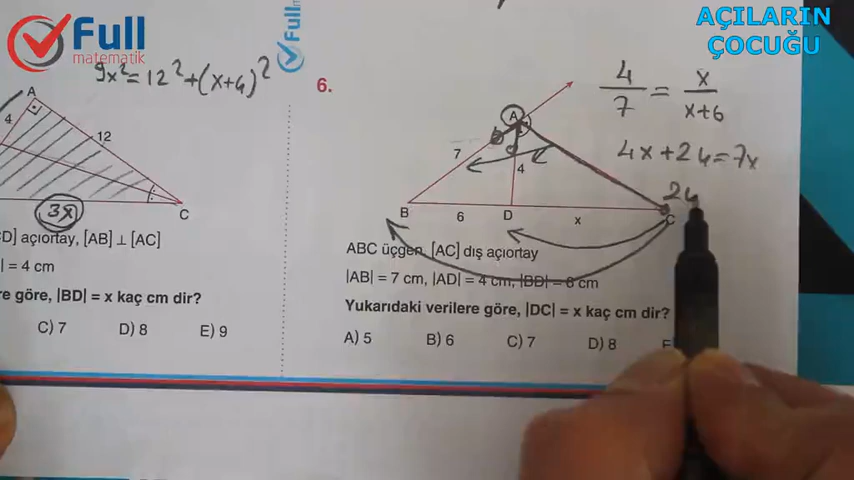 AÇILARIN
ÇOCUĞU
Full
matematik
Full
9x² = 12² + (x+4)²
A
4
12
3x
C
D] açıortay, [AB] ⊥ [AC]
| = 4 cm
re göre, |BD| = x kaç cm dir?
C) 7 D) 8 E) 9
6.
A
7
4
B 6 D x C
4/7 = x/x+6
4x+24=7x
24
ABC üçgen, [AC] dış açıortay
|AB| = 7 cm, |AD| = 4 cm, |BD| = 6 cm
Yukarıdaki verilere göre, |DC| = x kaç cm dir?
A) 5 B) 6 C) 7 D) 8 E